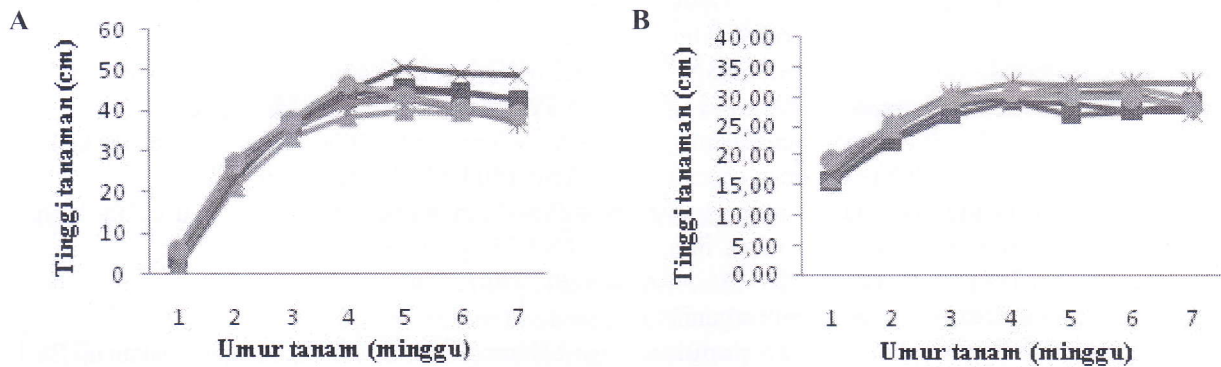 A
Tinggi tanaman (cm)
60
50
40
30
20
10
0
1 2 3 4 5 6 7
Umur tanam (minggu)
B
Tinggi tanaman (cm)
40,00
35,00
30,00
25,00
20,00
15,00
10,00
5,00
0,00
1 2 3 4 5 6 7
Umur tanam (minggu)